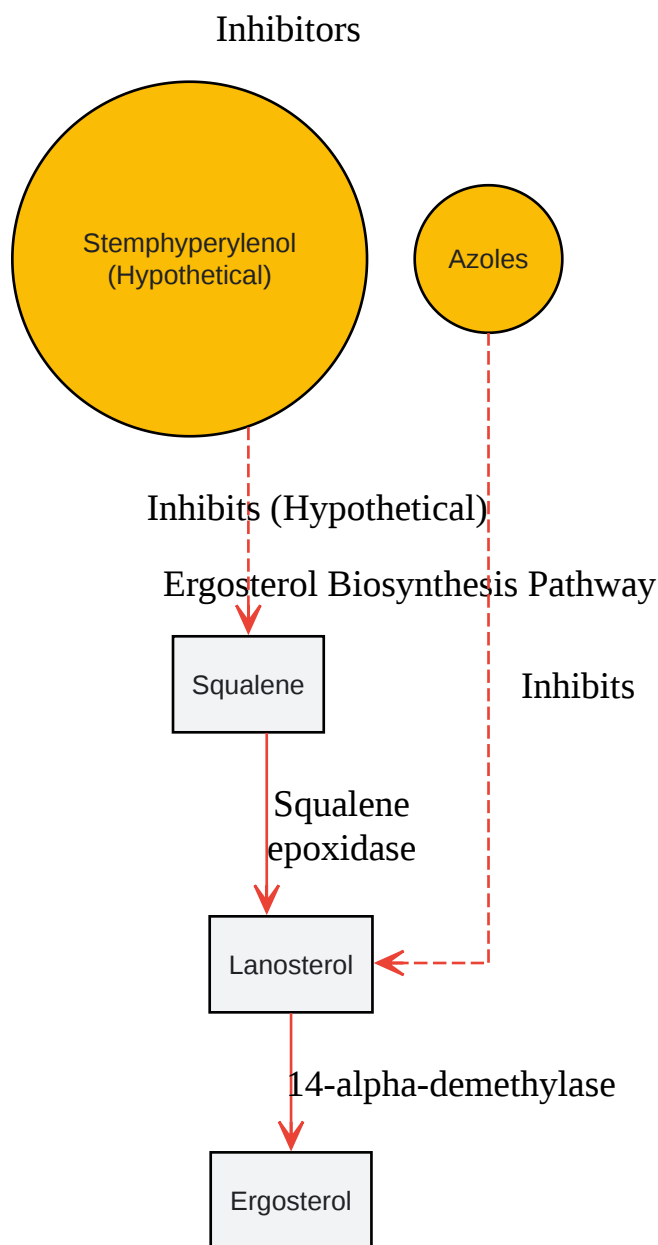 Inhibitors
Stemphyperylenol
(Hypothetical)
Azoles
Inhibits (Hypothetical)
Ergosterol Biosynthesis Pathway
Squalene
Inhibits
Squalene
epoxidase
Lanosterol
14-alpha-demethylase
Ergosterol